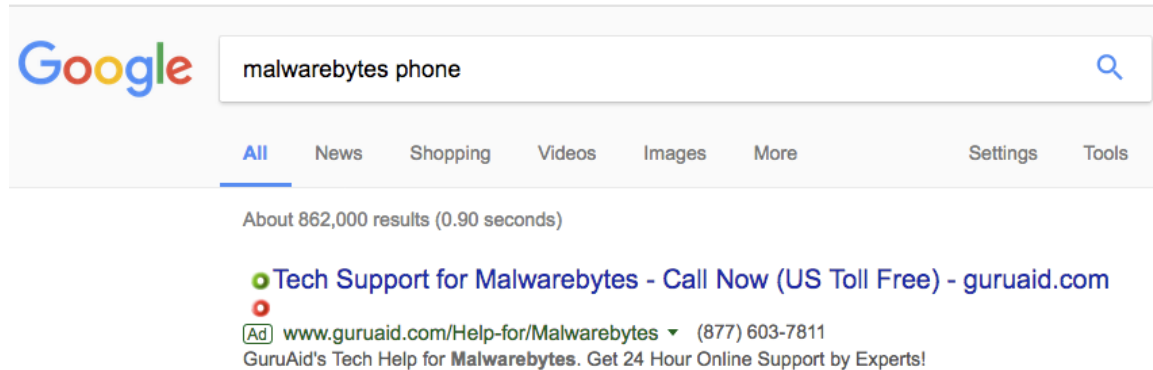 Google
malwarebytes phone
All News Shopping Videos Images More Settings Tools
About 862,000 results (0.90 seconds)
Tech Support for Malwarebytes - Call Now (US Toll Free) - guruaid.com
Ad www.guruaid.com/Help-for/Malwarebytes (877) 603-7811
GuruAid's Tech Help for Malwarebytes. Get 24 Hour Online Support by Experts!